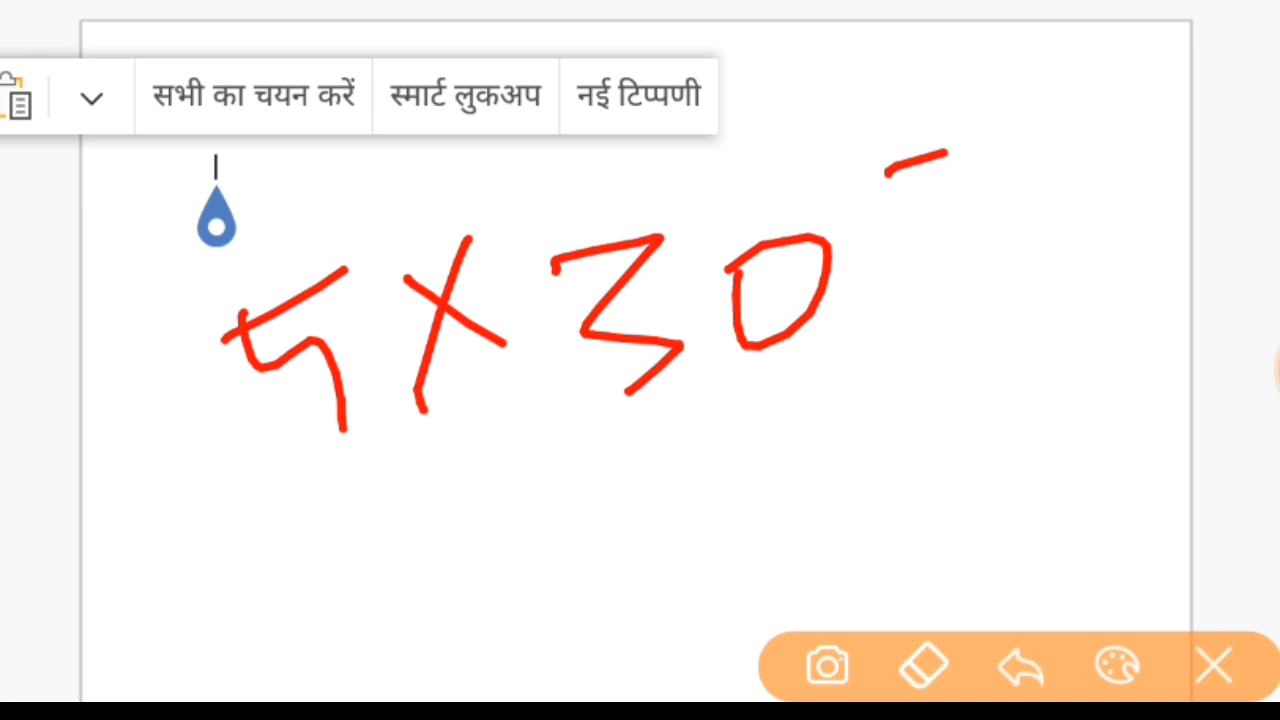 सभी का चयन करें स्मार्ट लुकअप नई टिप्पणी
5 X 30